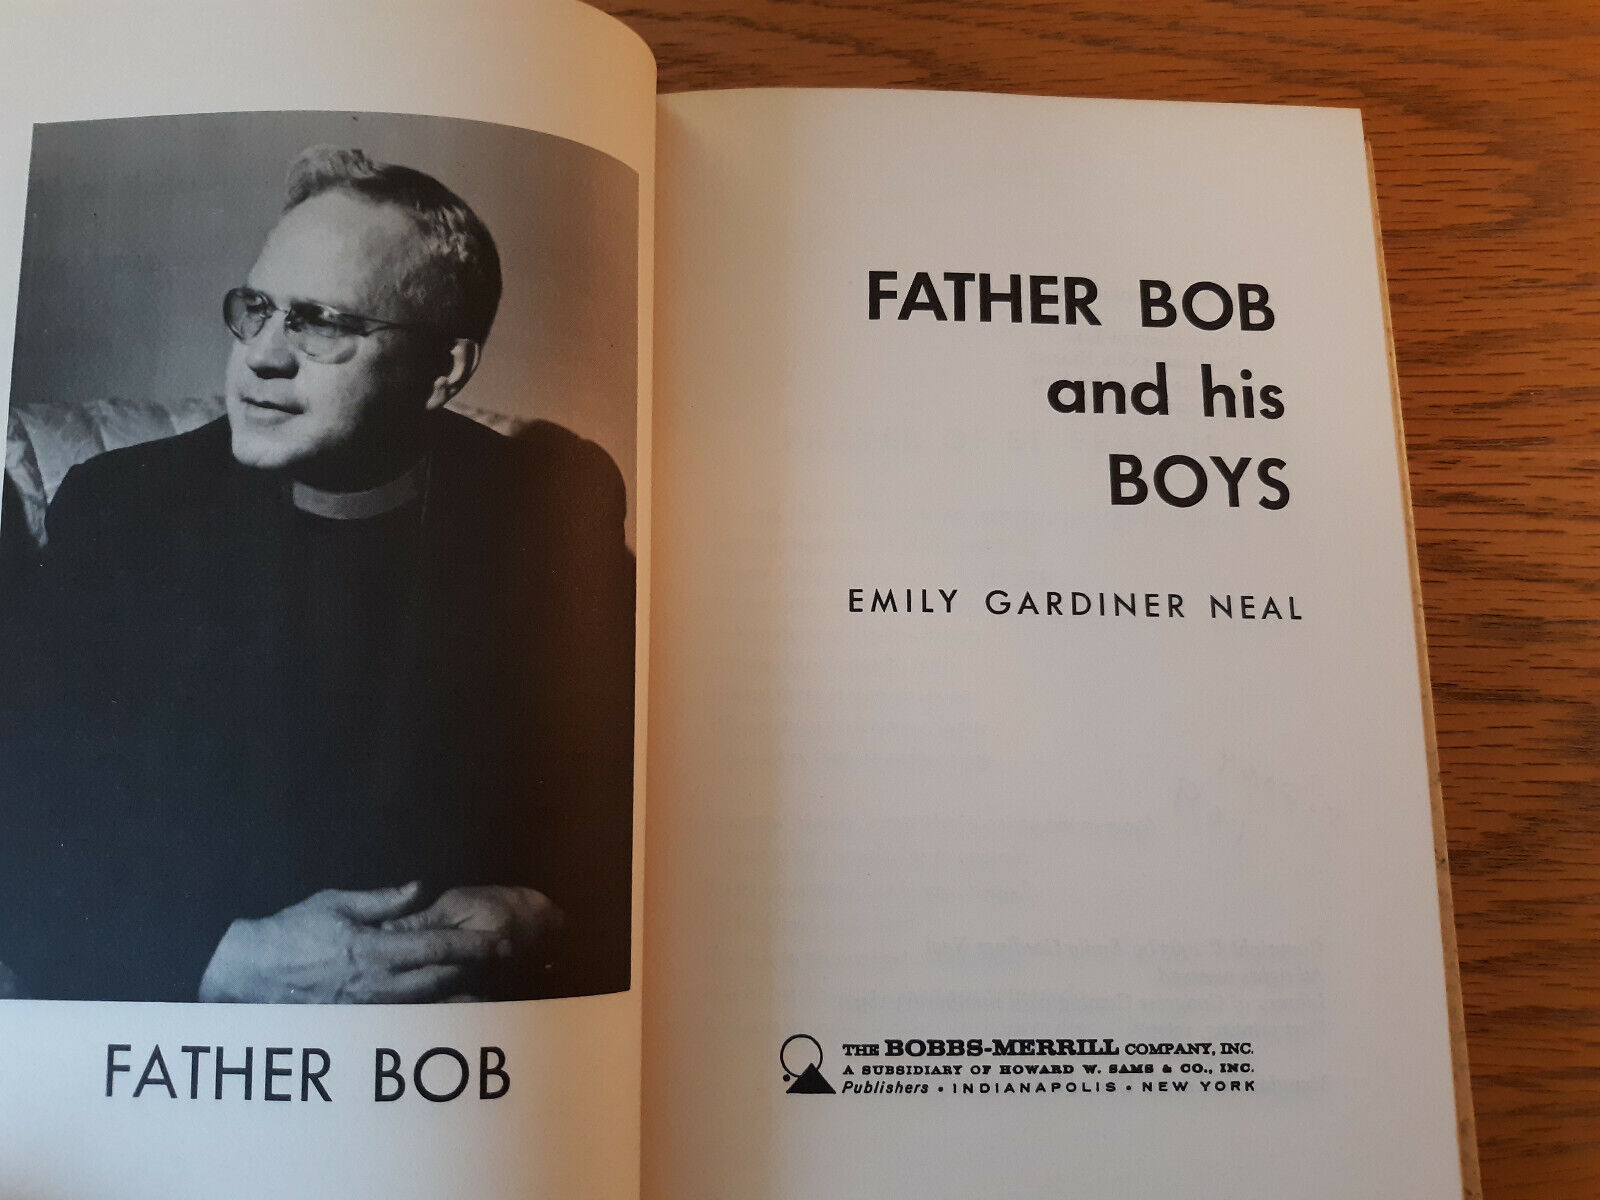 FATHER BOB
FATHER BOB
and his
BOYS
EMILY GARDINER NEAL
THE BOBBS-MERRILL COMPANY, INC.
A SUBSIDIARY OF HOWARD W. SAMS & CO., INC.
Publishers • INDIANAPOLIS • NEW YORK